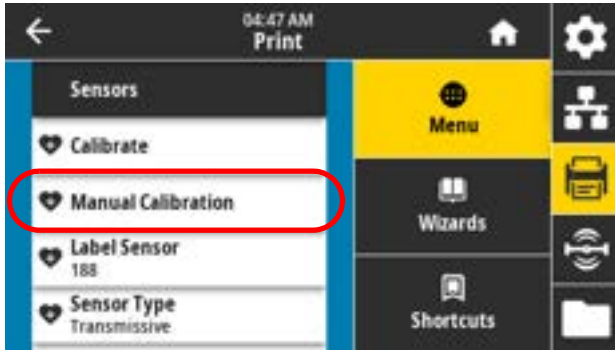 04:47 AM
Print
Sensors
Calibrate
Manual Calibration
Label Sensor
188
Sensor Type
Transmissive
Menu
Wizards
Shortcuts